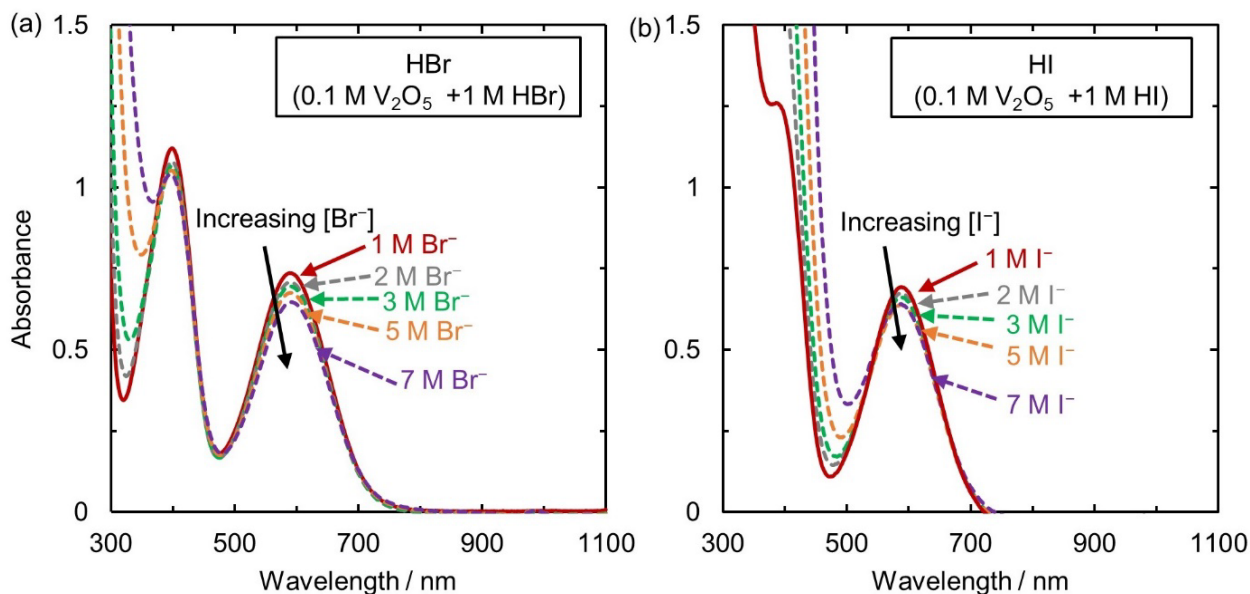 (a)
1.5
1
0.5
0
Absorbance
HBr
(0.1 M V₂O₅ +1 M HBr)
Increasing [Br⁻]
1 M Br⁻
2 M Br⁻
3 M Br⁻
5 M Br⁻
7 M Br⁻
300 500 700 900 1100
Wavelength / nm
(b)
1.5
1
0.5
0
HI
(0.1 M V₂O₅ +1 M HI)
Increasing [I⁻]
1 M I⁻
2 M I⁻
3 M I⁻
5 M I⁻
7 M I⁻
300 500 700 900 1100
Wavelength / nm